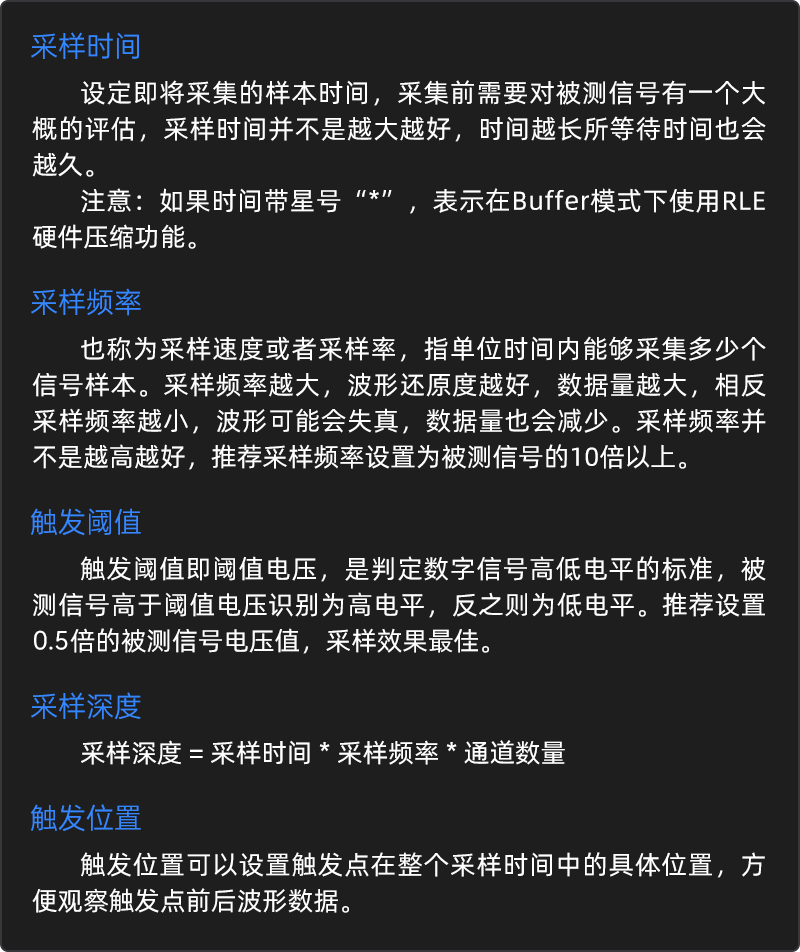 采样时间
设定即将采集的样本时间，采集前需要对被测信号有一个大
概的评估，采样时间并不是越大越好，时间越长所等待时间也会
越久。
注意：如果时间带星号“*”，表示在Buffer模式下使用RLE
硬件压缩功能。
采样频率
也称为采样速度或者采样率，指单位时间内能够采集多少个
信号样本。采样频率越大，波形还原度越好，数据量越大，相反
采样频率越小，波形可能会失真，数据量也会减少。采样频率并
不是越高越好，推荐采样频率设置为被测信号的10倍以上。
触发阈值
触发阈值即阈值电压，是判定数字信号高低电平的标准，被
测信号高于阈值电压识别为高电平，反之则为低电平。推荐设置
0.5倍的被测信号电压值，采样效果最佳。
采样深度
采样深度 = 采样时间 * 采样频率 * 通道数量
触发位置
触发位置可以设置触发点在整个采样时间中的具体位置，方
便观察触发点前后波形数据。